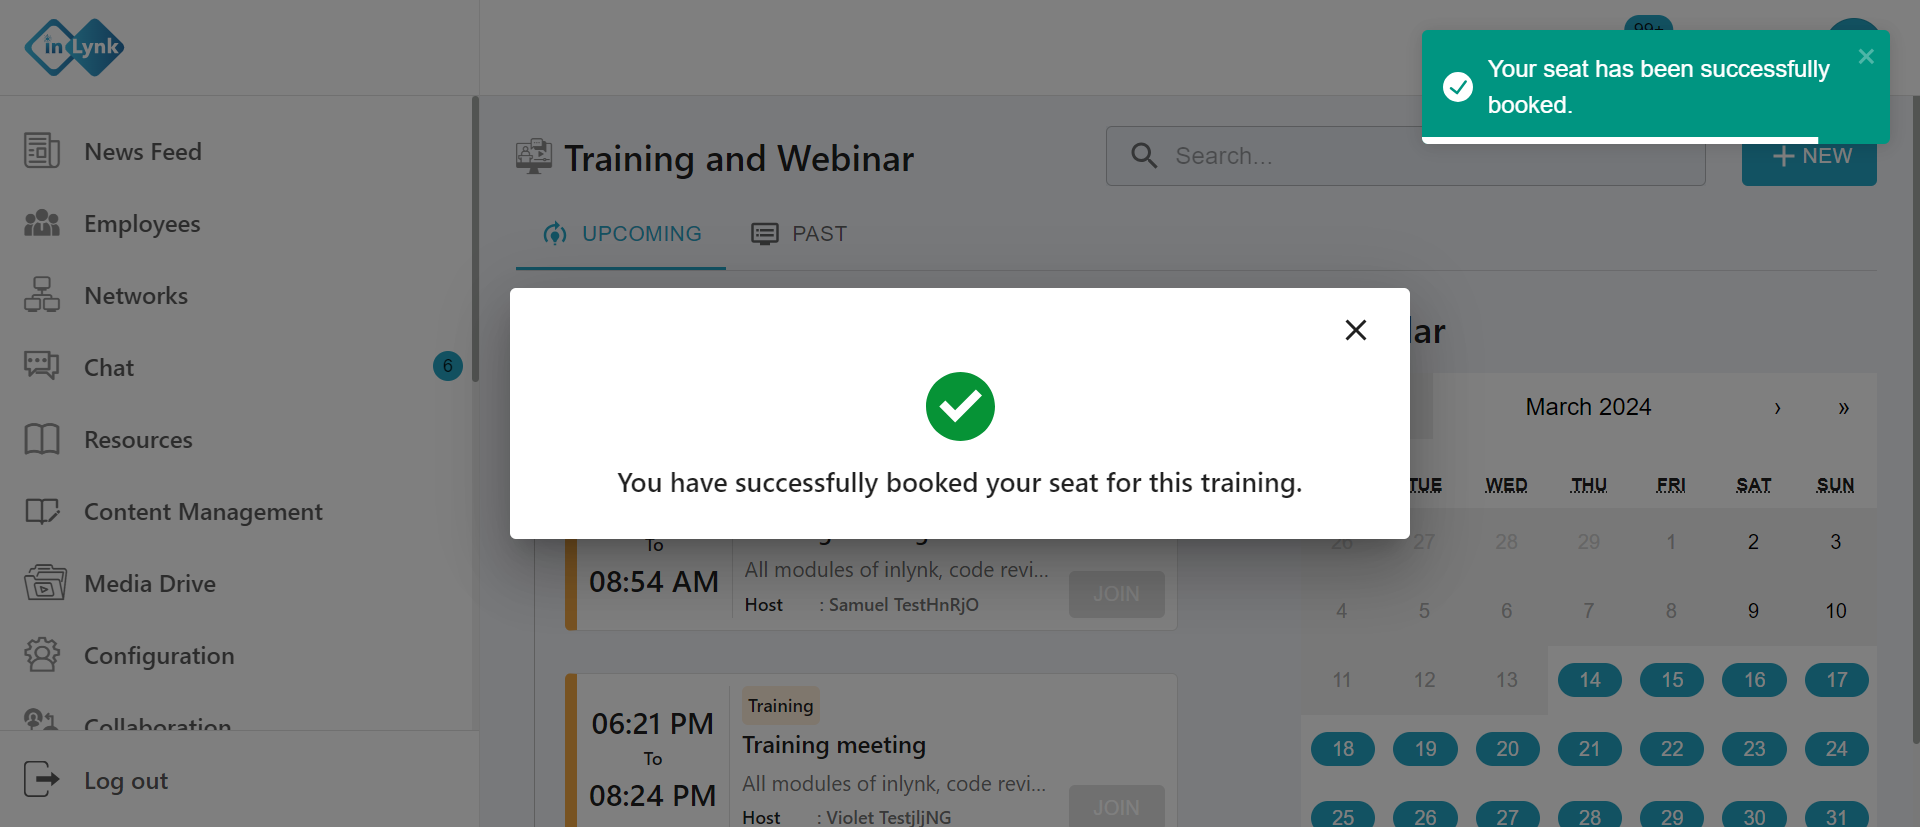 inLynk
99+
Your seat has been successfully
booked.
News Feed
Employees
Networks
Chat
6
Resources
Content Management
Media Drive
Configuration
Collaboration
Log out
Training and Webinar
Search...
NEW
UPCOMING
PAST
You have successfully booked your seat for this training.
To
08:54 AM
All modules of inlynk, code revi...
Host : Samuel TestHnRjO
JOIN
06:21 PM
To
08:24 PM
Training
Training meeting
All modules of inlynk, code revi...
Host : Violet TestjljNG
JOIN
March 2024 › »
TUE WED THU FRI SAT SUN
26 27 28 29 1 2 3
4 5 6 7 8 9 10
11 12 13 14 15 16 17
18 19 20 21 22 23 24
25 26 27 28 29 30 31